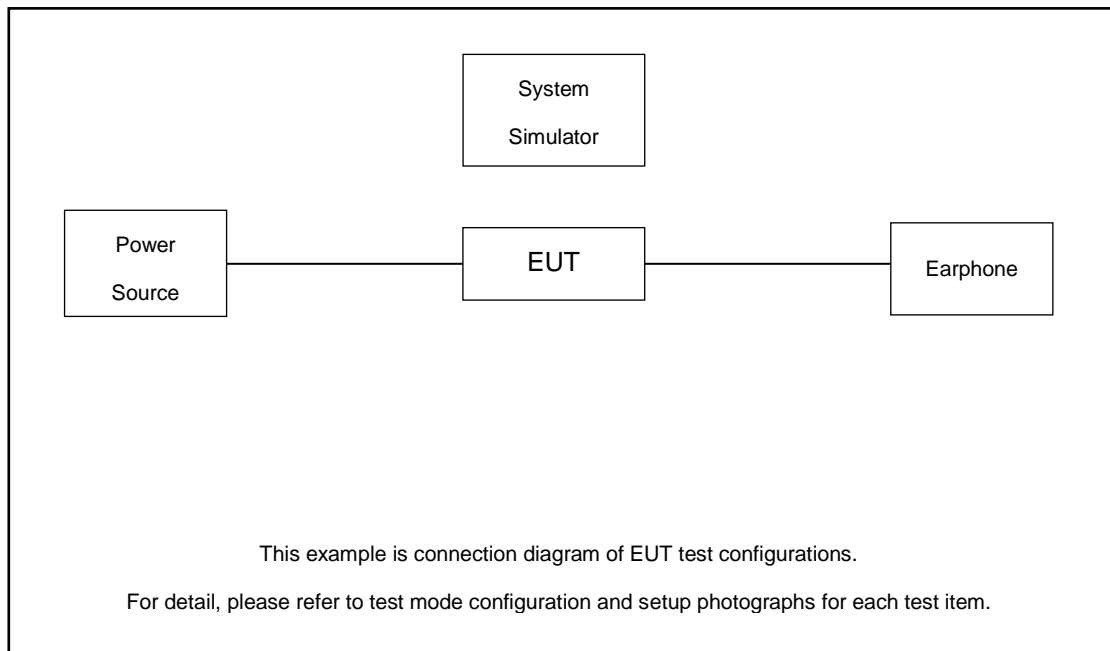 System
Simulator
Power
Source
EUT
Earphone
This example is connection diagram of EUT test configurations.
For detail, please refer to test mode configuration and setup photographs for each test item.